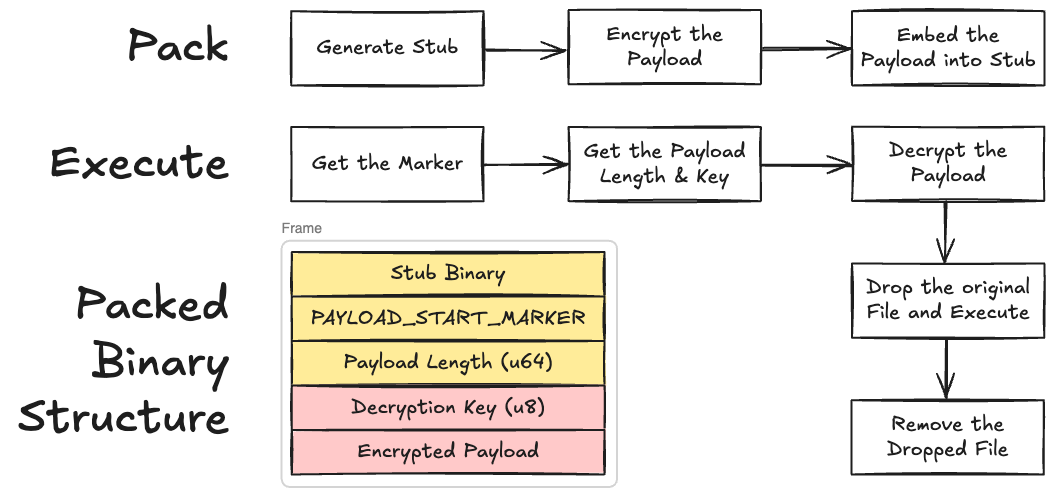 Pack
Generate Stub
Encrypt the
Payload
Embed the
Payload into Stub
Execute
Get the Marker
Get the Payload
Length & Key
Decrypt the
Payload
Drop the original
File and Execute
Remove the
Dropped File
Packed
Binary
Structure
Frame
Stub Binary
PAYLOAD_START_MARKER
Payload Length (u64)
Decryption Key (u8)
Encrypted Payload